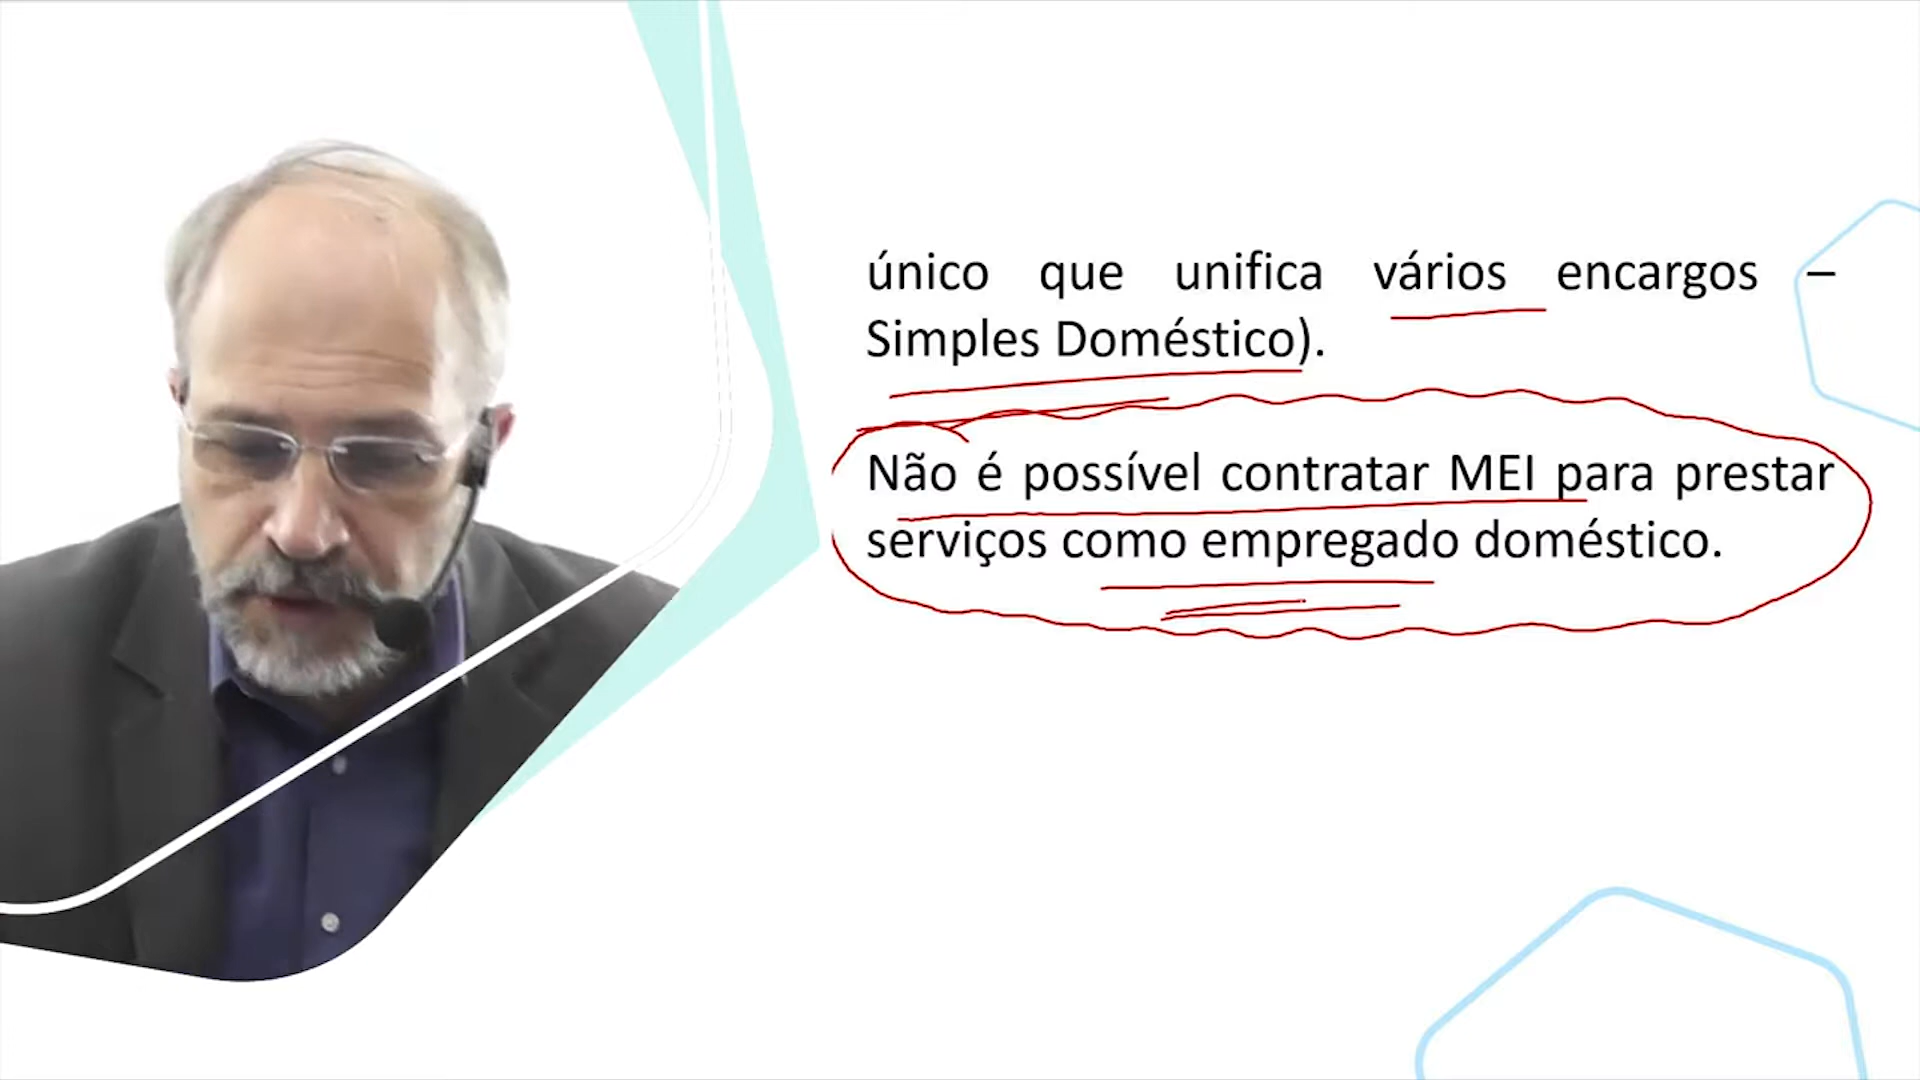 único que unifica vários encargos –
Simples Doméstico).
Não é possível contratar MEI para prestar
serviços como empregado doméstico.